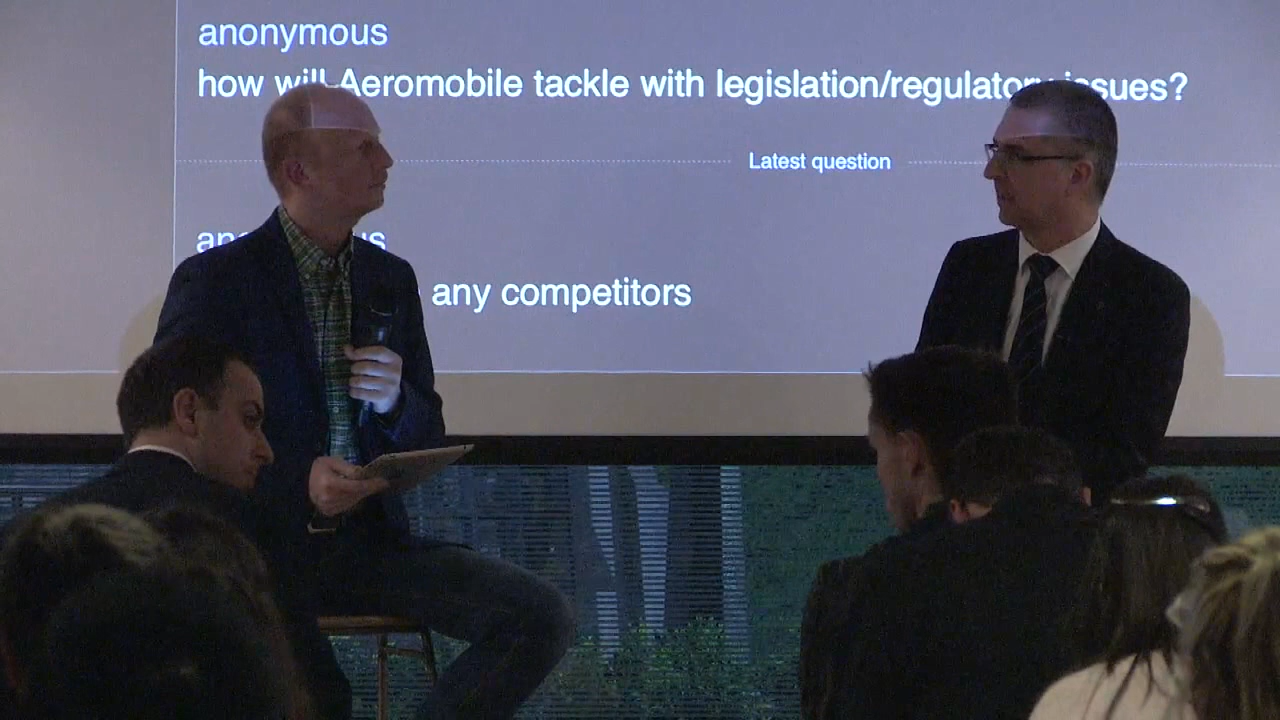 anonymous
how will Aeromobile tackle with legislation/regulatory issues?
Latest question
any competitors